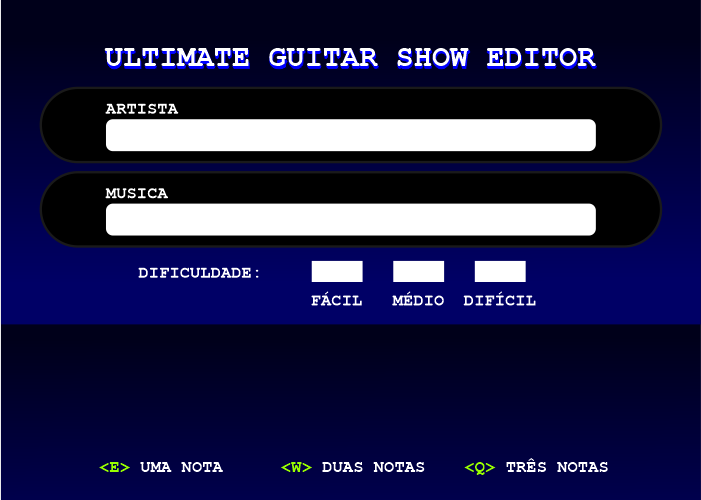 ULTIMATE GUITAR SHOW EDITOR
ARTISTA
MUSICA
DIFICULDADE:
FÁCIL MÉDIO DIFÍCIL
<E> UMA NOTA <W> DUAS NOTAS <Q> TRÊS NOTAS